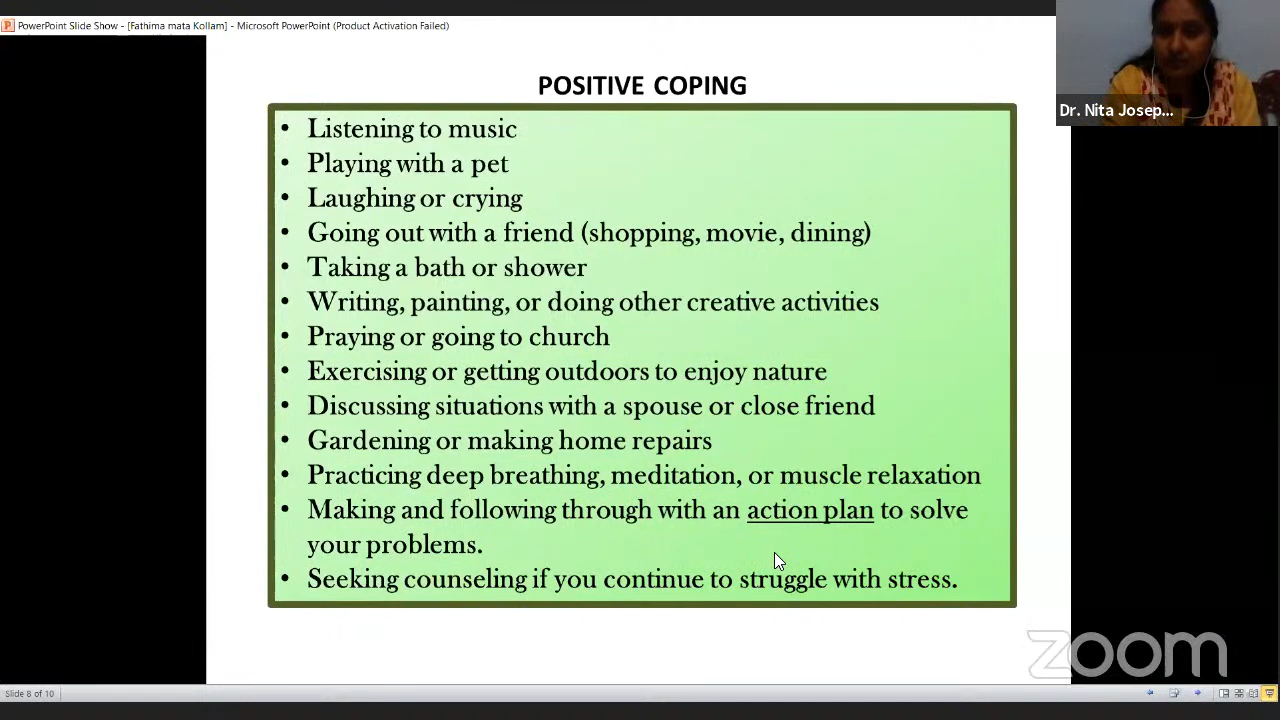 PowerPoint Slide Show - [Fathima mata Kollam] - Microsoft PowerPoint (Product Activation Failed)
POSITIVE COPING
• Listening to music
• Playing with a pet
• Laughing or crying
• Going out with a friend (shopping, movie, dining)
• Taking a bath or shower
• Writing, painting, or doing other creative activities
• Praying or going to church
• Exercising or getting outdoors to enjoy nature
• Discussing situations with a spouse or close friend
• Gardening or making home repairs
• Practicing deep breathing, meditation, or muscle relaxation
• Making and following through with an action plan to solve
your problems.
• Seeking counseling if you continue to struggle with stress.
Dr. Nita Josep...
zoom
Slide 8 of 10